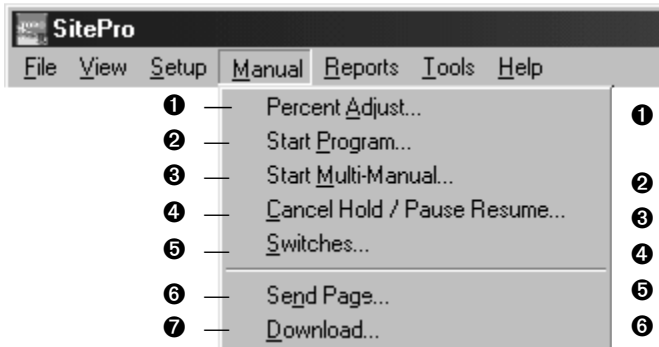 SitePro
File View Setup Manual Reports Tools Help
❶ Percent Adjust... ❶
❷ Start Program...
❸ Start Multi-Manual... ❷
❹ Cancel Hold / Pause Resume... ❸
❺ Switches... ❹
❻ Send Page... ❺
❼ Download... ❻